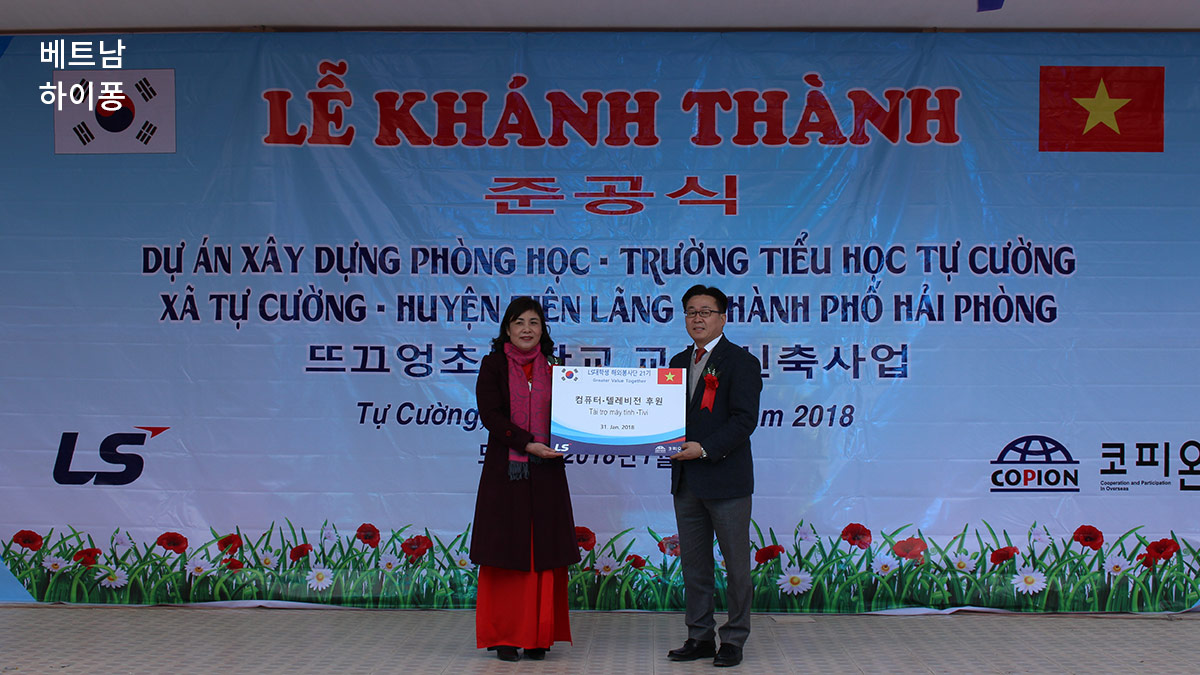 베트남
하이퐁
LỄ KHÁNH THÀNH
준공식
DỰ ÁN XÂY DỰNG PHÒNG HỌC - TRƯỜNG TIỂU HỌC TỰ CƯỜNG
XÃ TỰ CƯỜNG - HUYỆN LÃNG PHỐ HẢI PHÒNG
뜨끄엉초 신축사업
Tự Cường, 2018
LS
COPION
코피온
Cooperation and Participation
in Overseas
LS대학생 해외봉사단 21기
Greater Value Together
컴퓨터·텔레비전 후원
Tài trợ máy tính -Tivi
31. Jan, 2018
LS